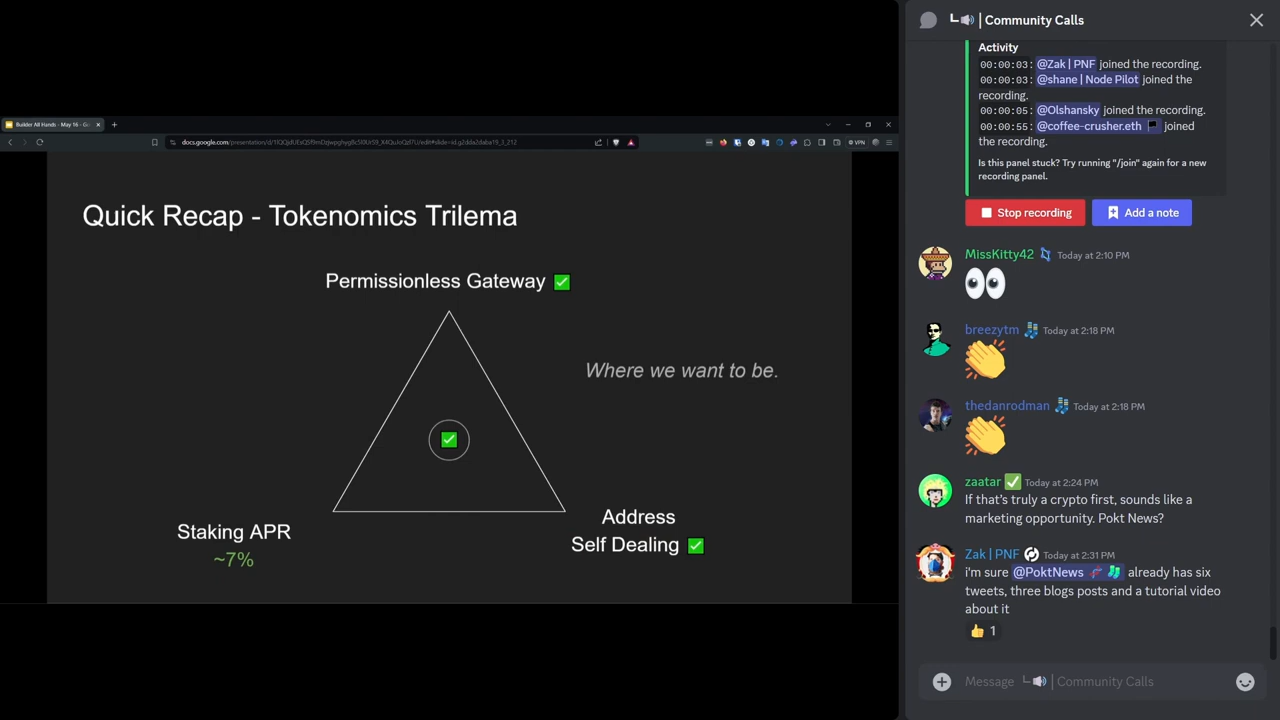 Builder All Hands - May 16 - G
Quick Recap - Tokenomics Trilema
Permissionless Gateway ✅
Where we want to be.
✅
Staking APR
~7%
Address
Self Dealing ✅
Community Calls
Activity
00:00:03: @Zak | PNF joined the recording.
00:00:03: @shane | Node Pilot joined the
recording.
00:00:05: @Olshansky joined the recording.
00:00:55: @coffee-crusher.eth 🏴 joined
the recording.
Is this panel stuck? Try running "/join" again for a new
recording panel.
Stop recording
Add a note
MissKitty42 Today at 2:10 PM
👀
breezytm 🧦 Today at 2:18 PM
👏
thedanrodman 🧦 Today at 2:18 PM
👏
zaatar ✅ Today at 2:24 PM
If that's truly a crypto first, sounds like a
marketing opportunity. Pokt News?
Zak | PNF Today at 2:31 PM
i'm sure @PoktNews 🧦 already has six
tweets, three blogs posts and a tutorial video
about it
👍 1
Message Community Calls